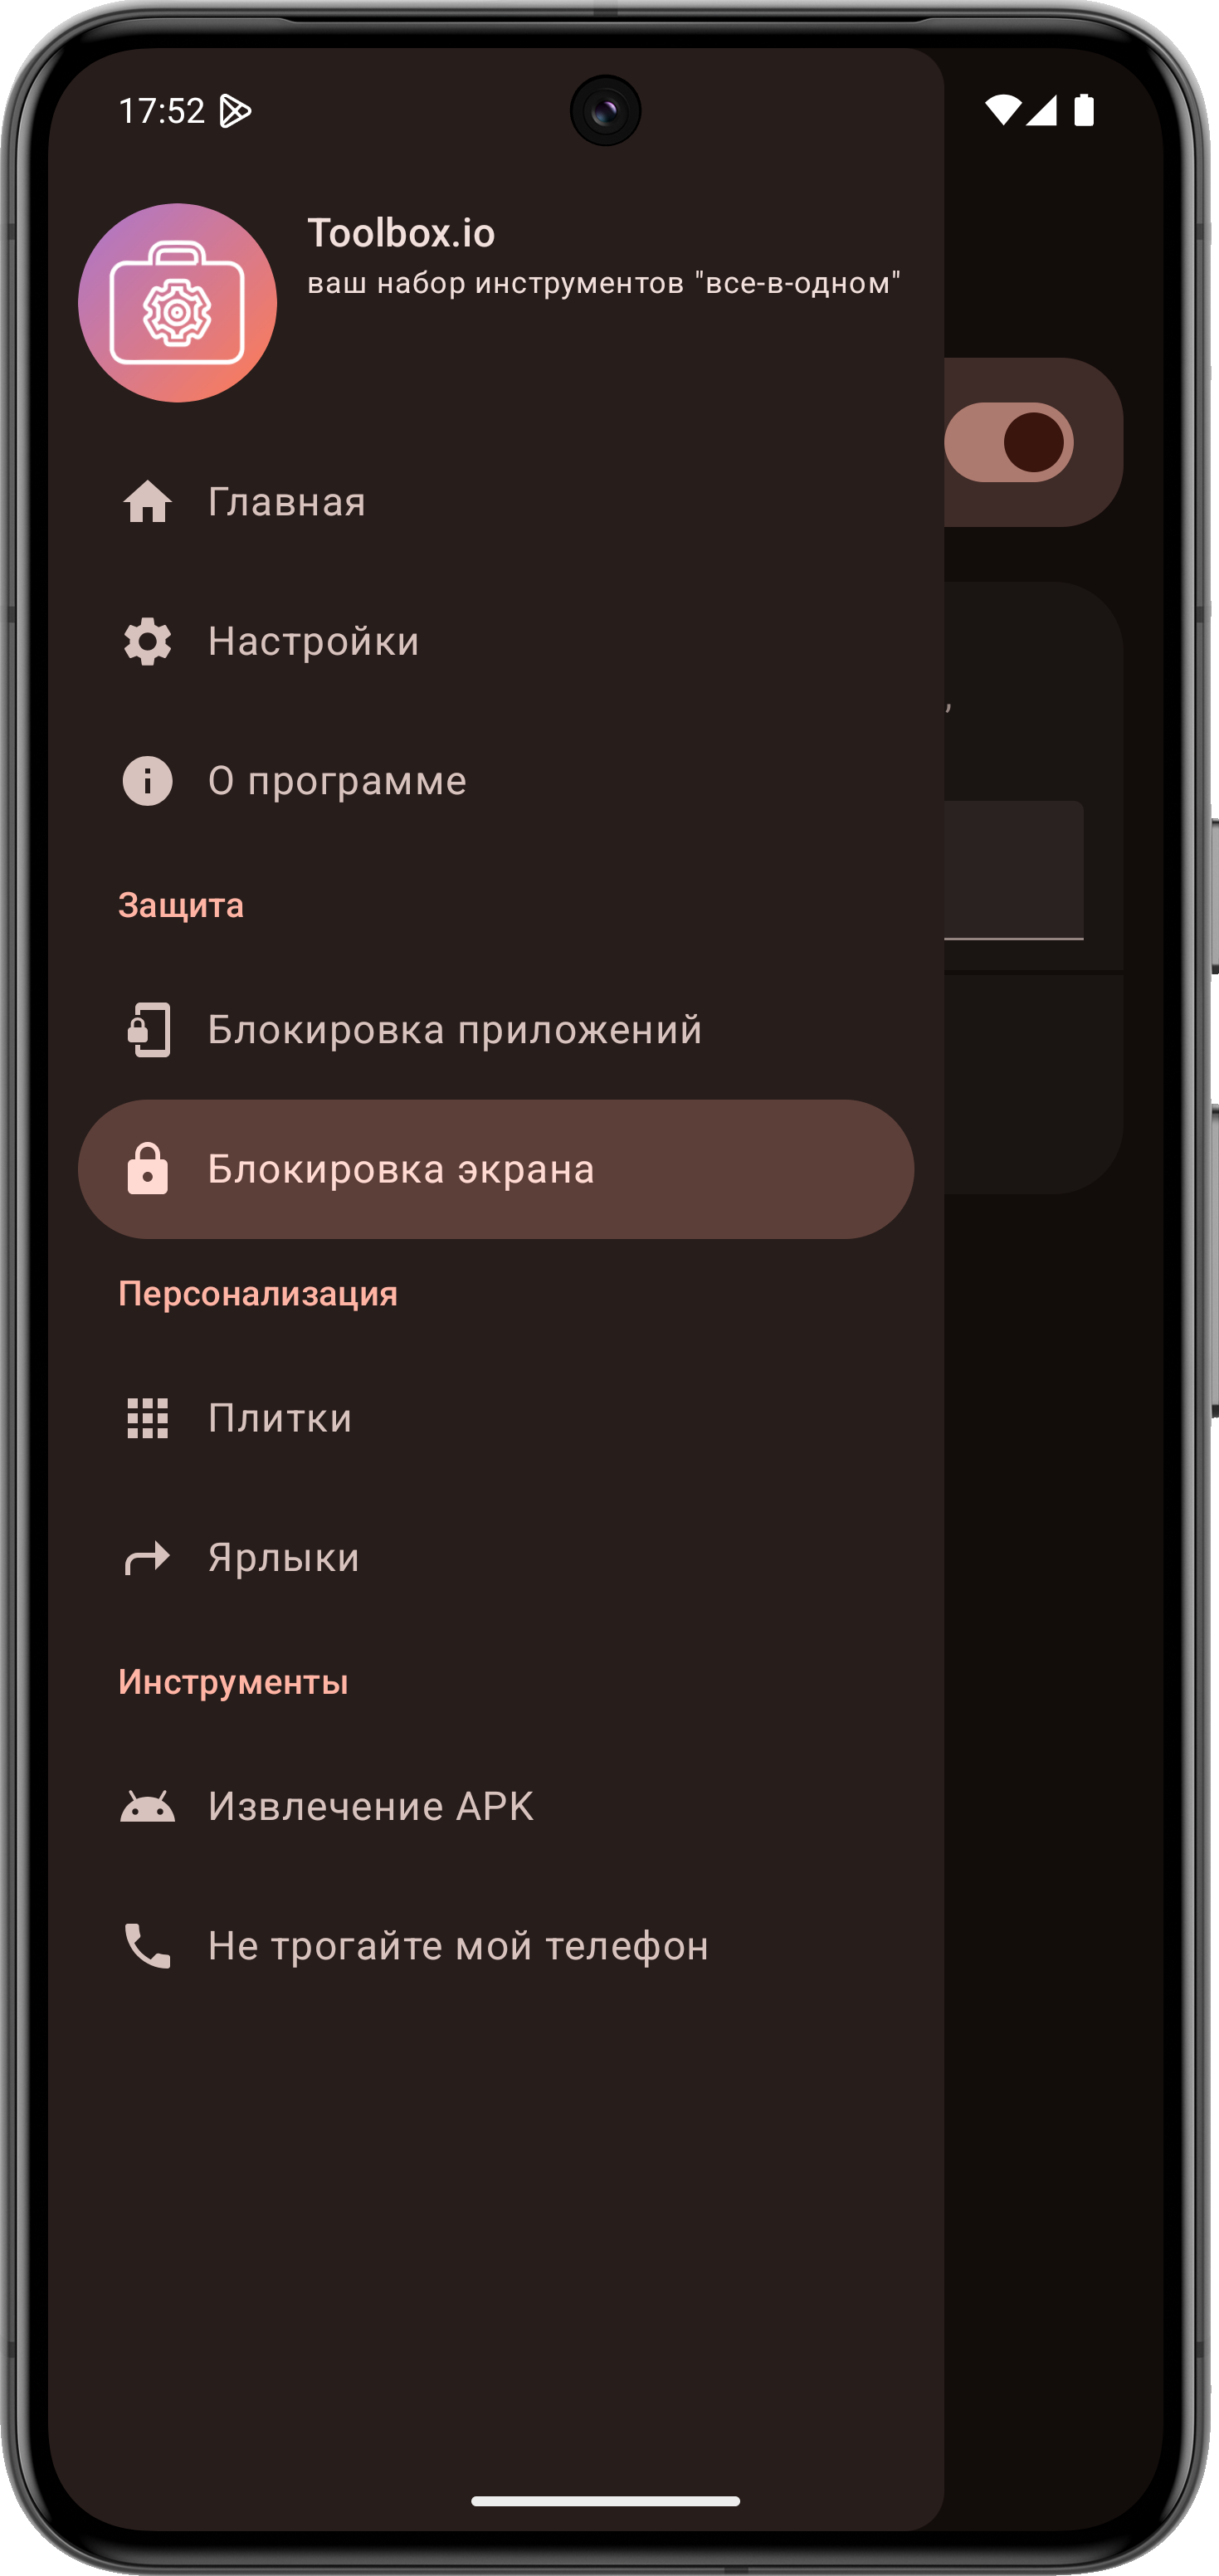 17:52
Toolbox.io
ваш набор инструментов "все-в-одном"
Главная
Настройки
О программе
,
Защита
Блокировка приложений
Блокировка экрана
Персонализация
Плитки
Ярлыки
Инструменты
Извлечение APK
Не трогайте мой телефон